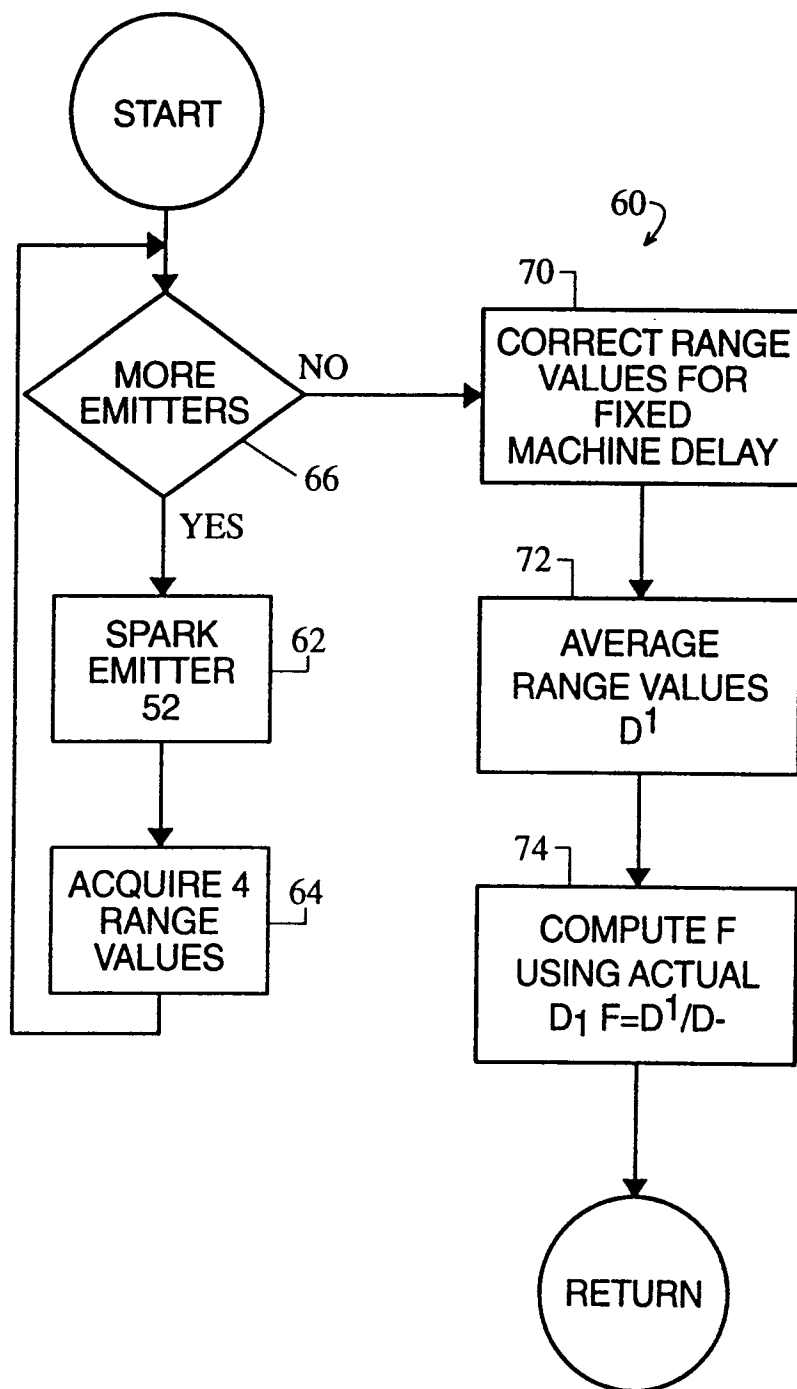 START
MORE
EMITTERS
66
NO
YES
SPARK
EMITTER
52
62
ACQUIRE 4
RANGE
VALUES
64
60
70
CORRECT RANGE
VALUES FOR
FIXED
MACHINE DELAY
72
AVERAGE
RANGE VALUES
D¹
74
COMPUTE F
USING ACTUAL
D₁ F=D¹/D-
RETURN